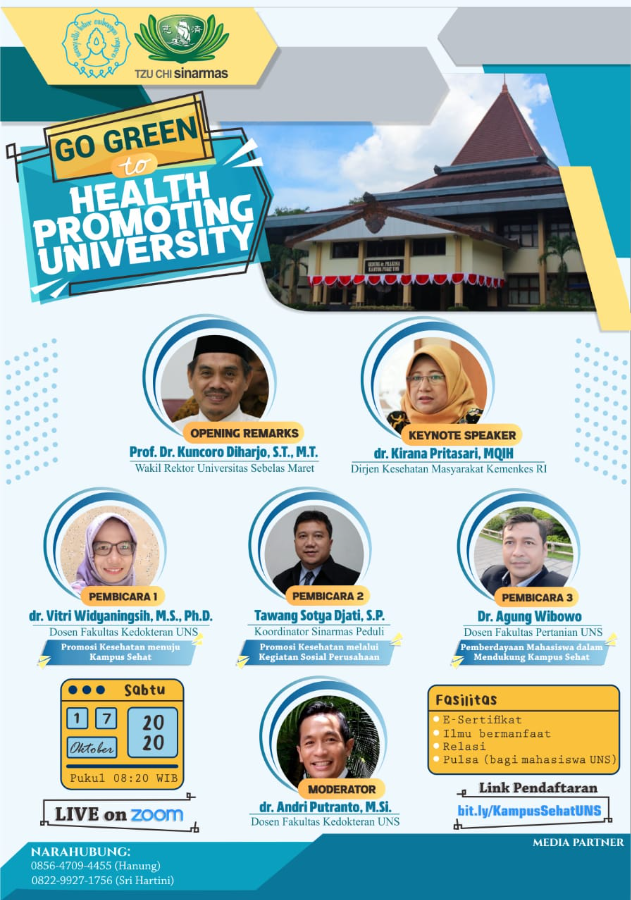 TZU CHI sinarmas
GO GREEN
to
HEALTH
PROMOTING
UNIVERSITY
OPENING REMARKS
Prof. Dr. Kuncoro Diharjo, S.T., M.T.
Wakil Rektor Universitas Sebelas Maret
KEYNOTE SPEAKER
dr. Kirana Pritasari, MQIH
Dirjen Kesehatan Masyarakat Kemenkes RI
PEMBICARA 1
dr. Vitri Widyaningsih, M.S., Ph.D.
Dosen Fakultas Kedokteran UNS
Promosi Kesehatan menuju
Kampus Sehat
PEMBICARA 2
Tawang Sotya Djati, S.P.
Koordinator Sinarmas Peduli
Promosi Kesehatan melalui
Kegiatan Sosial Perusahaan
PEMBICARA 3
Dr. Agung Wibowo
Dosen Fakultas Pertanian UNS
Pemberdayaan Mahasiswa dalam
Mendukung Kampus Sehat
Sabtu
1 7
Oktober
20
20
Pukul 08:20 WIB
LIVE on zoom
MODERATOR
dr. Andri Putranto, M.Si.
Dosen Fakultas Kedokteran UNS
Fasilitas
E-Sertifikat
Ilmu bermanfaat
Relasi
Pulsa (bagi mahasiswa UNS)
Link Pendaftaran
bit.ly/KampusSehatUNS
NARAHUBUNG:
0856-4709-4455 (Hanung)
0822-9927-1756 (Sri Hartini)
MEDIA PARTNER